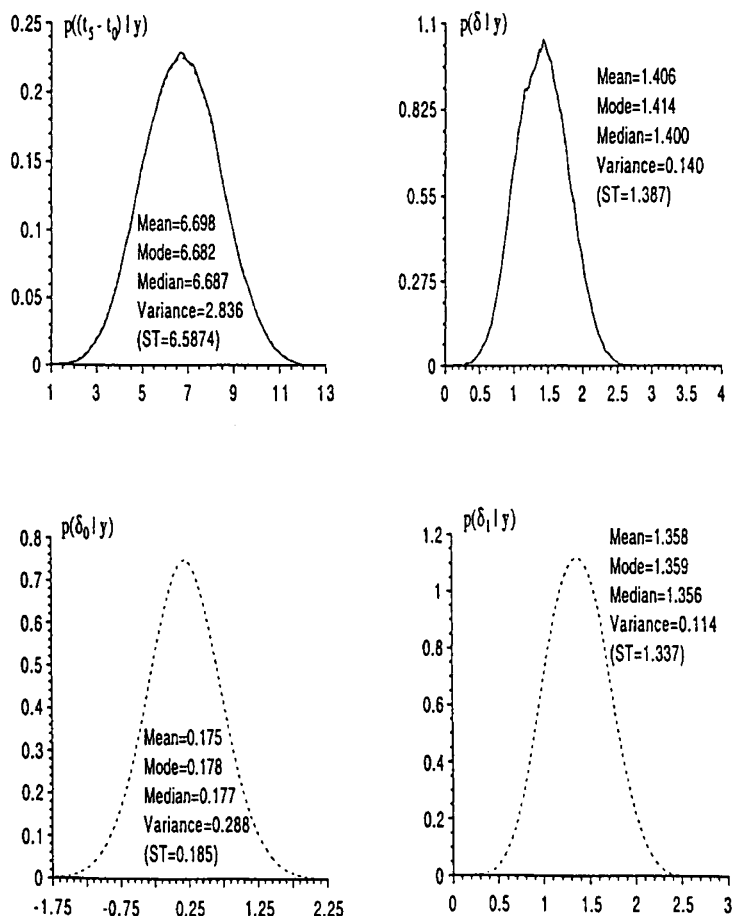 p((t_s - t_0) | y)
0.25
0.2
0.15
0.1
0.05
0
1 3 5 7 9 11 13
Mean=6.698
Mode=6.682
Median=6.687
Variance=2.836
(ST=6.5874)
p(δ | y)
1.1
0.825
0.55
0.275
0
0 0.5 1 1.5 2 2.5 3 3.5 4
Mean=1.406
Mode=1.414
Median=1.400
Variance=0.140
(ST=1.387)
p(δ_0 | y)
0.8
0.7
0.6
0.5
0.4
0.3
0.2
0.1
0
-1.75 -0.75 0.25 1.25 2.25
Mean=0.175
Mode=0.178
Median=0.177
Variance=0.288
(ST=0.185)
p(δ_1 | y)
1.2
1
0.8
0.6
0.4
0.2
0
0 0.5 1 1.5 2 2.5 3
Mean=1.358
Mode=1.359
Median=1.356
Variance=0.114
(ST=1.337)